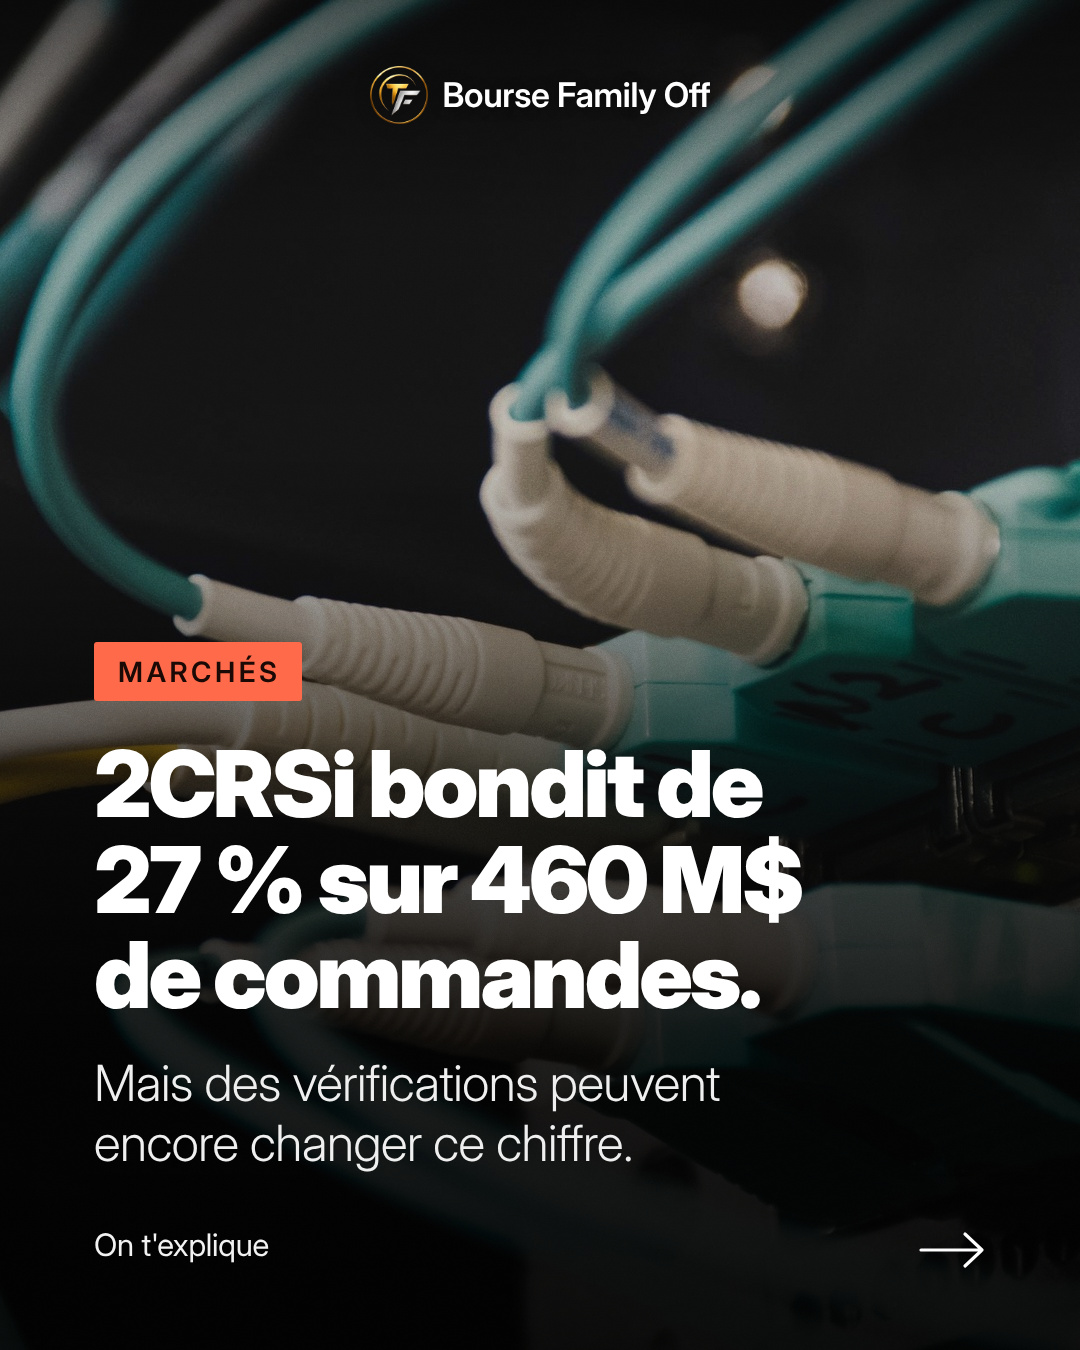 Bourse Family Off
MARCHÉS
2CRSi bondit de
27 % sur 460 M$
de commandes.
Mais des vérifications peuvent
encore changer ce chiffre.
On t'explique